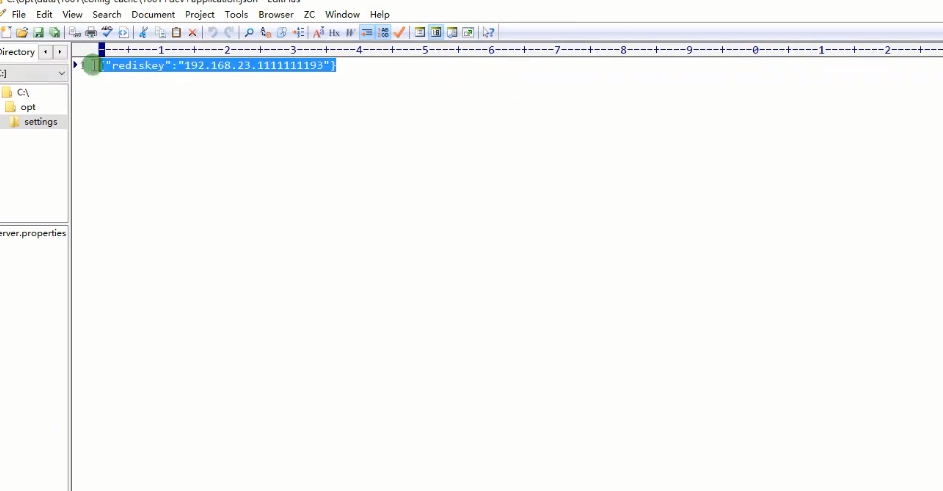 File Edit View Search Document Project Tools Browser ZC Window Help
Directory
----+----1----+----2----+----3----+----4----+----5----+----6----+----7----+----8----+----9----+----0----+----1----+----2----+--
{"rediskey":"192.168.23.1111111193"}
C:\
opt
settings
erver.properties